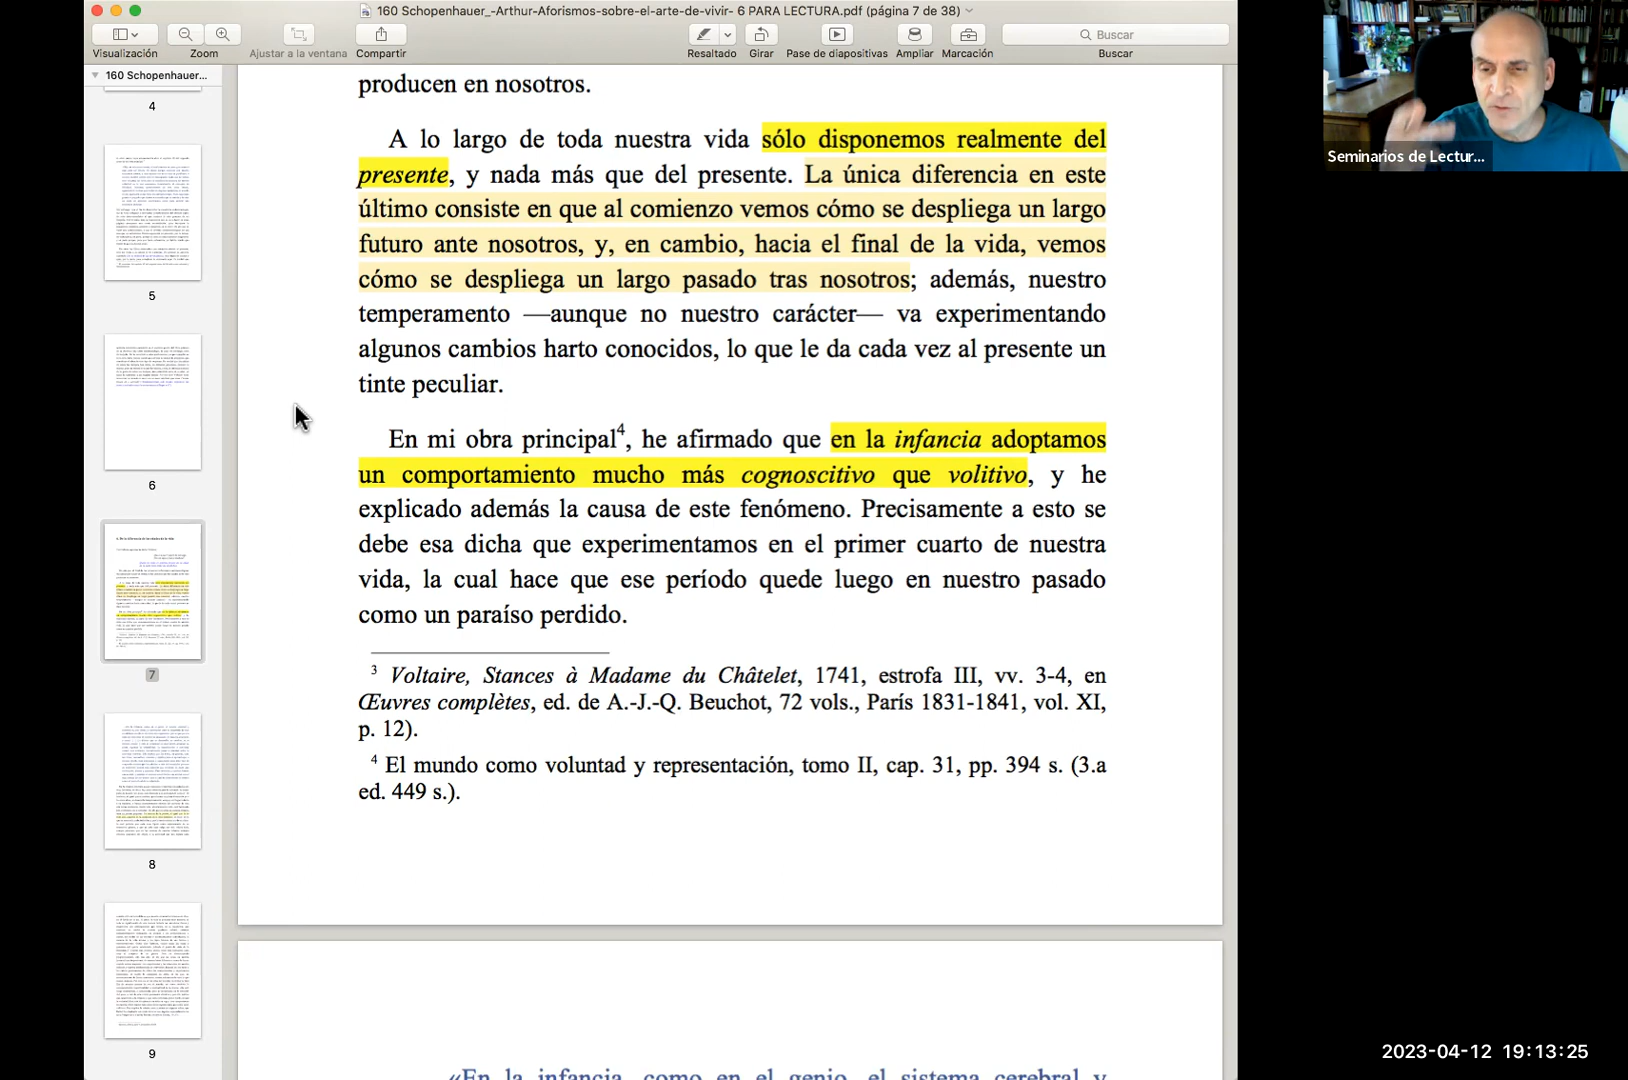 160 Schopenhauer_-Arthur-Aforismos-sobre-el-arte-de-vivir- 6 PARA LECTURA.pdf (página 7 de 38)
Visualización
Zoom
Ajustar a la ventana
Compartir
Resaltado
Girar
Pase de diapositivas
Ampliar
Marcación
Buscar
Buscar
160 Schopenhauer...
4
5
6
7
8
9
producen en nosotros.
A lo largo de toda nuestra vida sólo disponemos realmente del
presente, y nada más que del presente. La única diferencia en este
último consiste en que al comienzo vemos cómo se despliega un largo
futuro ante nosotros, y, en cambio, hacia el final de la vida, vemos
cómo se despliega un largo pasado tras nosotros; además, nuestro
temperamento —aunque no nuestro carácter— va experimentando
algunos cambios harto conocidos, lo que le da cada vez al presente un
tinte peculiar.
En mi obra principal4, he afirmado que en la infancia adoptamos
un comportamiento mucho más cognoscitivo que volitivo, y he
explicado además la causa de este fenómeno. Precisamente a esto se
debe esa dicha que experimentamos en el primer cuarto de nuestra
vida, la cual hace que ese período quede luego en nuestro pasado
como un paraíso perdido.
3 Voltaire, Stances à Madame du Châtelet, 1741, estrofa III, vv. 3-4, en
Œuvres complètes, ed. de A.-J.-Q. Beuchot, 72 vols., París 1831-1841, vol. XI,
p. 12).
4 El mundo como voluntad y representación, tomo II, cap. 31, pp. 394 s. (3.a
ed. 449 s.).
«En la infancia, como en el genio, el sistema cerebral y
Seminarios de Lectur...
2023-04-12 19:13:25